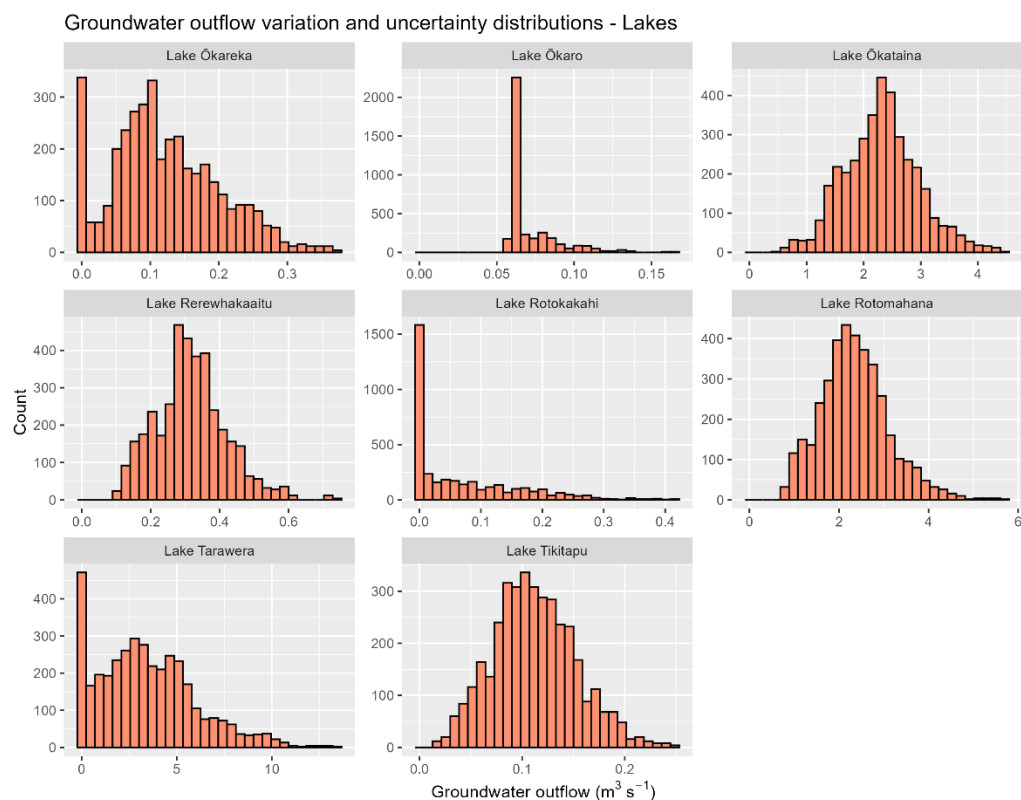 Groundwater outflow variation and uncertainty distributions - Lakes
Lake Ōkareka
Lake Ōkaro
Lake Ōkataina
300
200
100
0
0.0 0.1 0.2 0.3
2000
1500
1000
500
0
0.00 0.05 0.10 0.15
400
300
200
100
0
0 1 2 3 4
Lake Rerewhakaaitu
Lake Rotokakahi
Lake Rotomahana
Count
400
300
200
100
0
0.0 0.2 0.4 0.6
1500
1000
500
0
0.0 0.1 0.2 0.3 0.4
400
300
200
100
0
0 2 4 6
Lake Tarawera
Lake Tikitapu
400
300
200
100
0
0 5 10
300
200
100
0
0.0 0.1 0.2
Groundwater outflow (m³ s⁻¹)